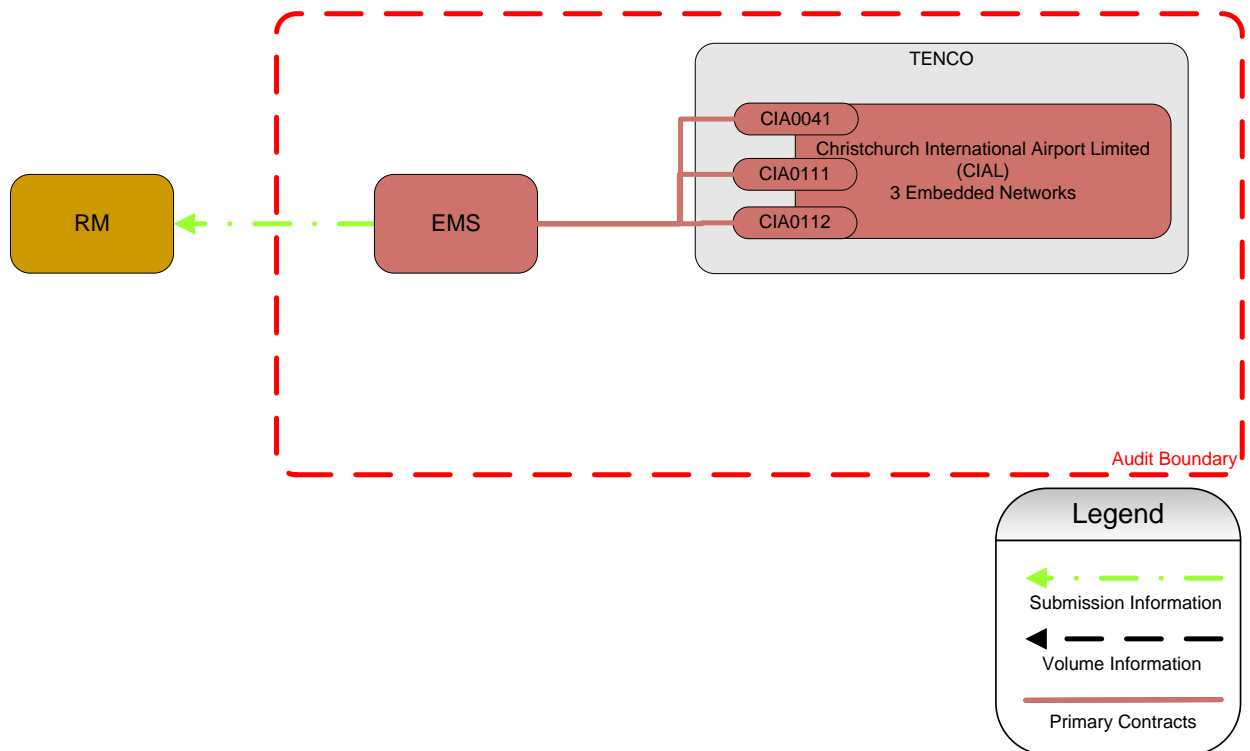 TENCO
CIA0041
Christchurch International Airport Limited
(CIAL)
3 Embedded Networks
CIA0111
CIA0112
RM
EMS
Audit Boundary
Legend
Submission Information
Volume Information
Primary Contracts